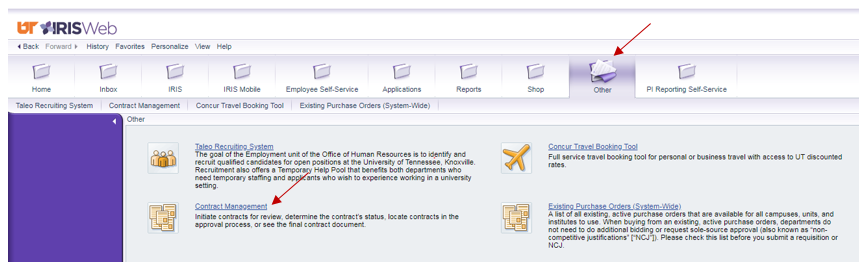 UT IRISWeb
Back Forward History Favorites Personalize View Help
Home Inbox IRIS IRIS Mobile Employee Self-Service Applications Reports Shop Other PI Reporting Self-Service
Taleo Recruiting System Contract Management Concur Travel Booking Tool Existing Purchase Orders (System-Wide)
Other
Taleo Recruiting System
The goal of the Employment unit of the Office of Human Resources is to identify and
recruit qualified candidates for open positions at the University of Tennessee, Knoxville.
Recruitment also offers a Temporary Help Pool that benefits both departments who
need temporary staffing and applicants who wish to experience working in a university
setting.
Concur Travel Booking Tool
Full service travel booking tool for personal or business travel with access to UT discounted
rates.
Contract Management
Initiate contracts for review, determine the contract's status, locate contracts in the
approval process, or see the final contract document.
Existing Purchase Orders (System-Wide)
A list of all existing, active purchase orders that are available for all campuses, units, and
institutes to use. When buying from an existing, active purchase orders, departments do
not need to do additional bidding or request sole-source approval (also known as "non-
competitive justifications" ["NCJ"]). Please check this list before you submit a requisition or
NCJ.